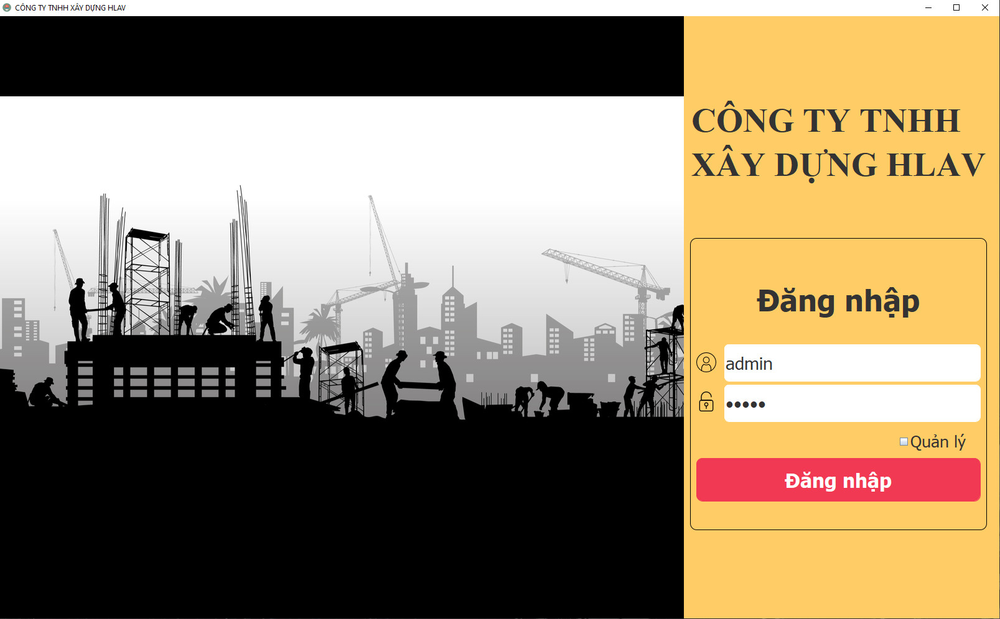 CÔNG TY TNHH XÂY DỰNG HLAV
CÔNG TY TNHH
XÂY DỰNG HLAV
Đăng nhập
admin
•••••
Quản lý
Đăng nhập